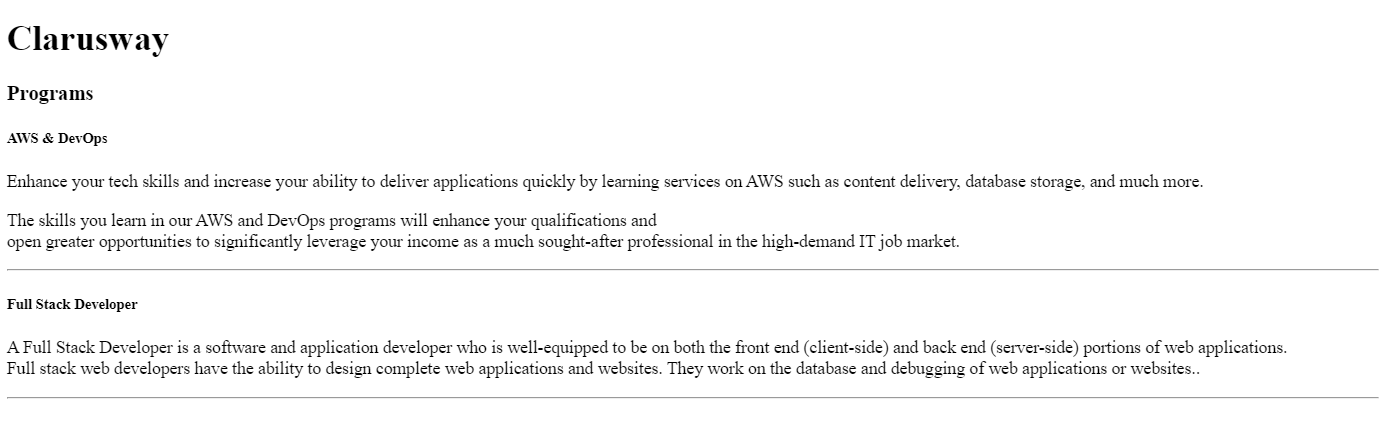 Clarusway
Programs
AWS & DevOps
Enhance your tech skills and increase your ability to deliver applications quickly by learning services on AWS such as content delivery, database storage, and much more.
The skills you learn in our AWS and DevOps programs will enhance your qualifications and
open greater opportunities to significantly leverage your income as a much sought-after professional in the high-demand IT job market.
Full Stack Developer
A Full Stack Developer is a software and application developer who is well-equipped to be on both the front end (client-side) and back end (server-side) portions of web applications.
Full stack web developers have the ability to design complete web applications and websites. They work on the database and debugging of web applications or websites..